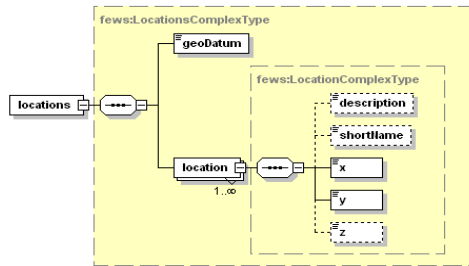 fews:LocationsComplexType
geoDatum
fews:LocationComplexType
locations
description
shortName
location
x
1..∞
y
z